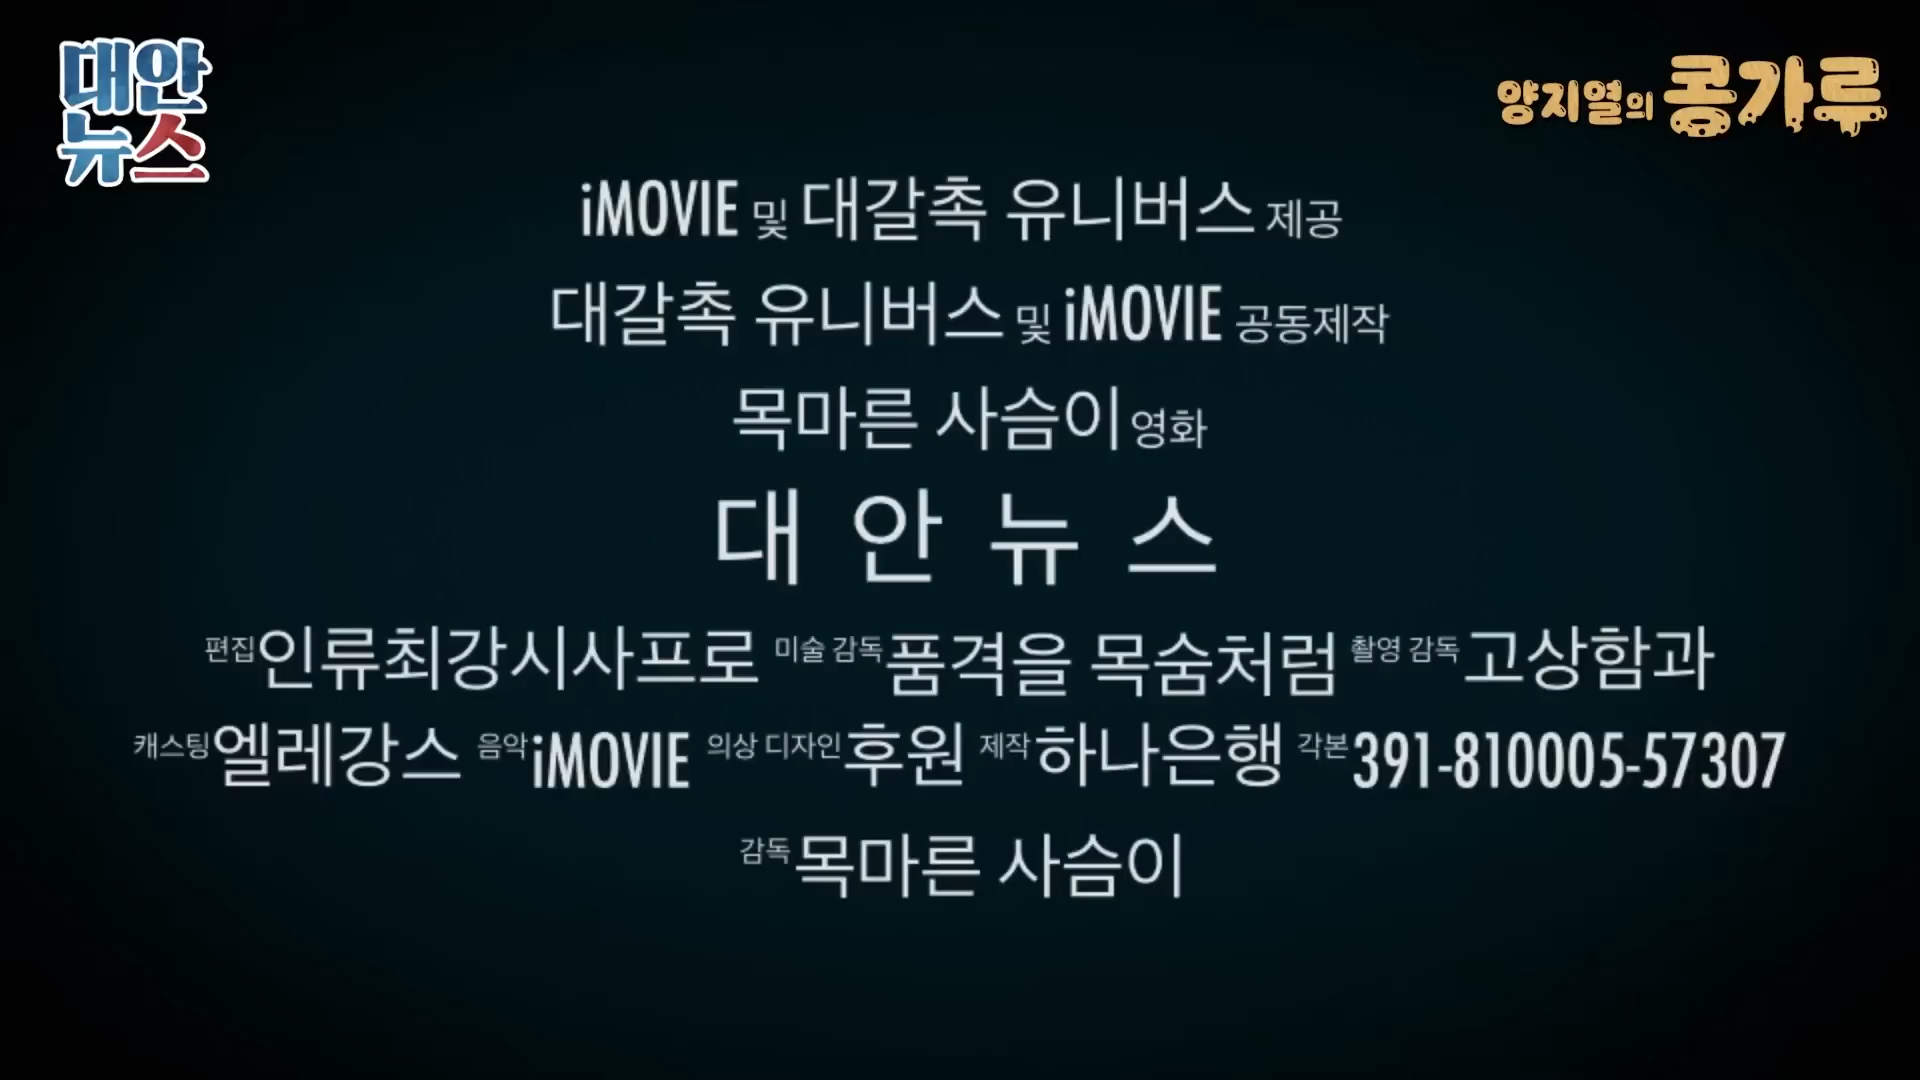 대안
뉴스
양지열의 콩가루
iMOVIE 및 대갈촉 유니버스 제공
대갈촉 유니버스 및 iMOVIE 공동제작
목마른 사슴이 영화
대 안 뉴 스
편집 인류최강시사프로 미술 감독 품격을 목숨처럼 촬영 감독 고상함과
캐스팅 엘레강스 음악 iMOVIE 의상 디자인 후원 제작 하나은행 각본 391-810005-57307
감독 목마른 사슴이